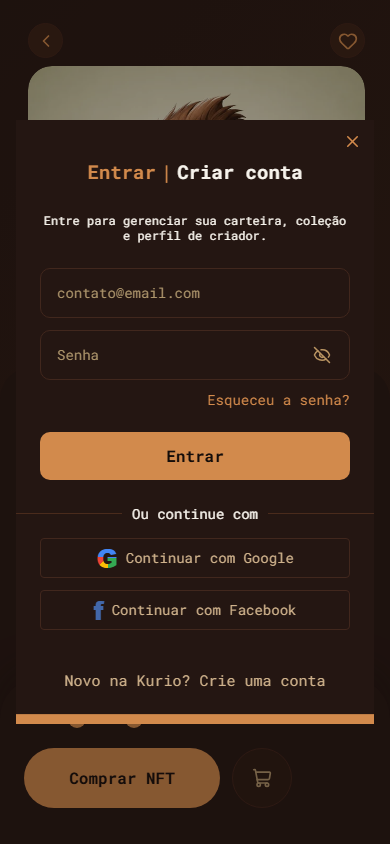 Entrar | Criar conta
Entre para gerenciar sua carteira, coleção
e perfil de criador.
contato@email.com
Senha
Esqueceu a senha?
Entrar
Ou continue com
Continuar com Google
Continuar com Facebook
Novo na Kurio? Crie uma conta
Comprar NFT